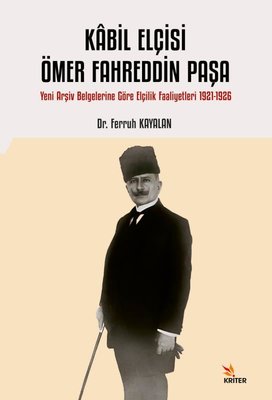 KÂBİL ELÇİSİ
ÖMER FAHREDDİN PAŞA
Yeni Arşiv Belgelerine Göre Elçilik Faaliyetleri 1921-1926
Dr. Ferruh KAYALAN
KRİTER